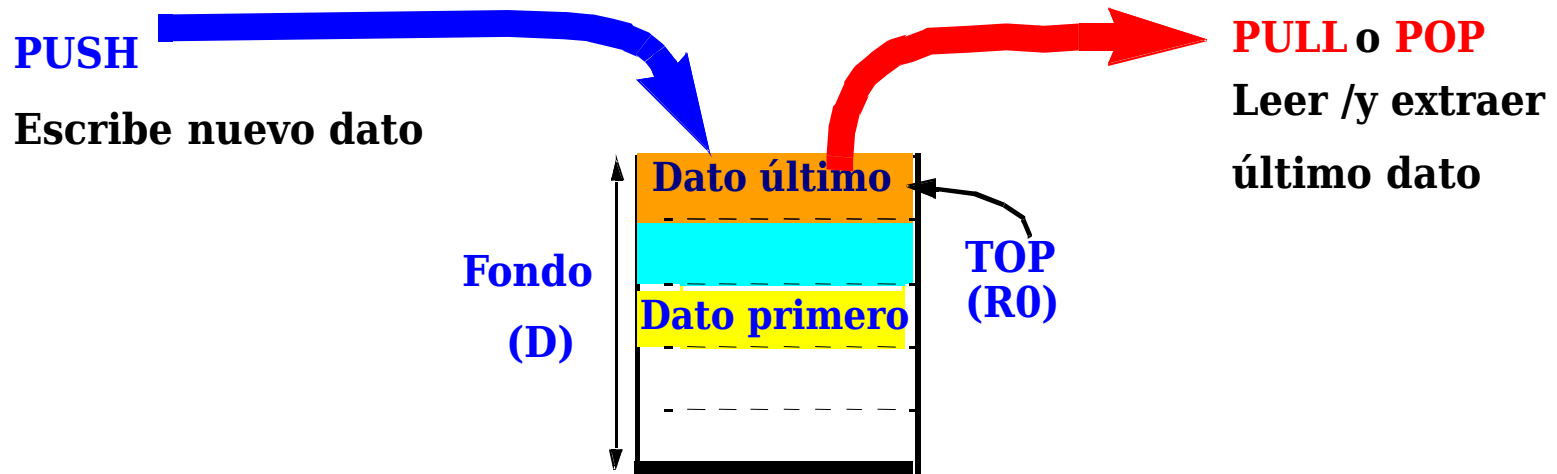 PUSH
Escribe nuevo dato
PULL o POP
Leer /y extraer
último dato
Dato último
Fondo
(D)
TOP
(R0)
Dato primero